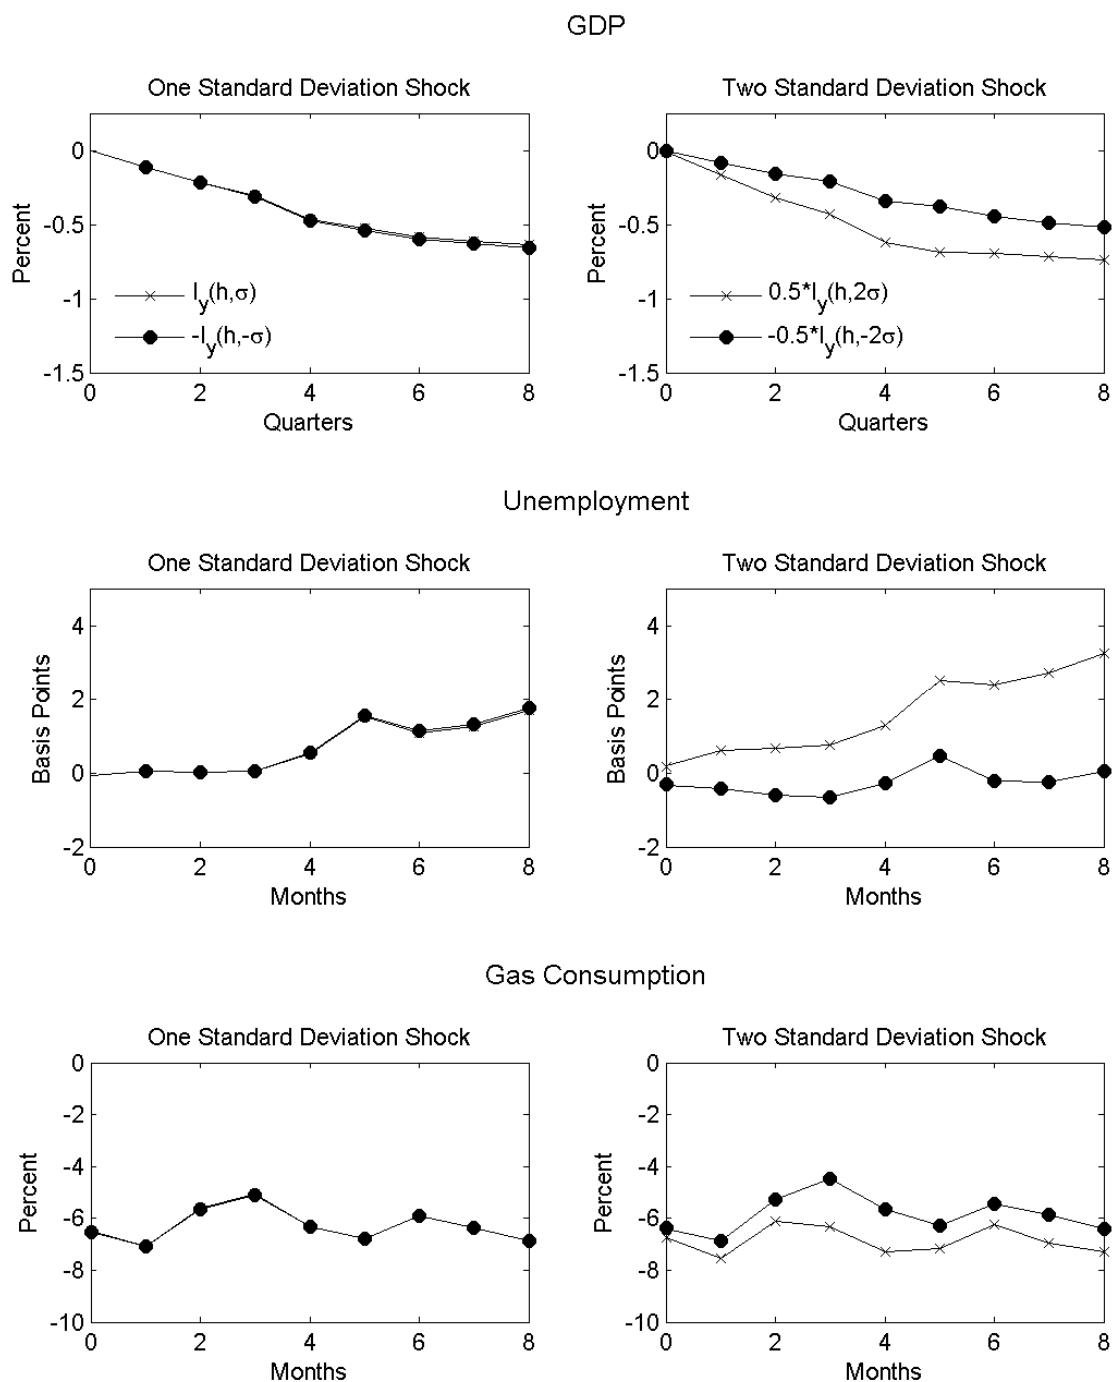 GDP
One Standard Deviation Shock
0
-0.5
-1
-1.5
Percent
I_y(h,σ)
-I_y(h,-σ)
0 2 4 6 8
Quarters
Two Standard Deviation Shock
0
-0.5
-1
-1.5
Percent
0.5*I_y(h,2σ)
-0.5*I_y(h,-2σ)
0 2 4 6 8
Quarters
Unemployment
One Standard Deviation Shock
4
2
0
-2
Basis Points
0 2 4 6 8
Months
Two Standard Deviation Shock
4
2
0
-2
Basis Points
0 2 4 6 8
Months
Gas Consumption
One Standard Deviation Shock
0
-2
-4
-6
-8
-10
Percent
0 2 4 6 8
Months
Two Standard Deviation Shock
0
-2
-4
-6
-8
-10
Percent
0 2 4 6 8
Months